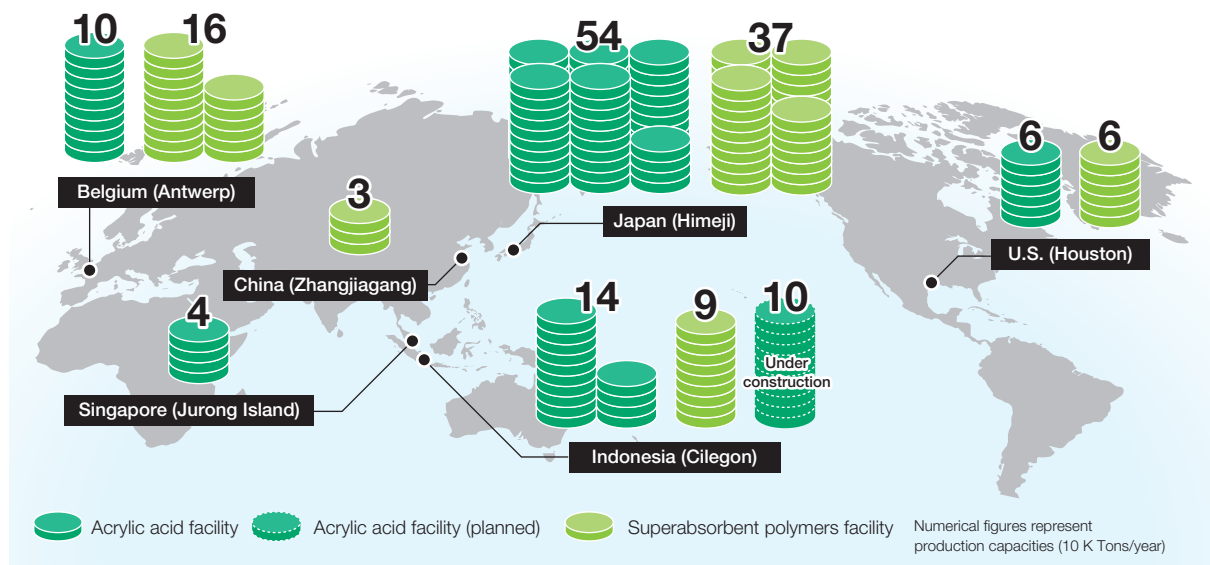 10
16
54
37
6
6
Belgium (Antwerp)
3
Japan (Himeji)
U.S. (Houston)
China (Zhangjiagang)
4
14
9
10
Under
construction
Singapore (Jurong Island)
Indonesia (Cilegon)
Acrylic acid facility
Acrylic acid facility (planned)
Superabsorbent polymers facility
Numerical figures represent
production capacities (10 K Tons/year)